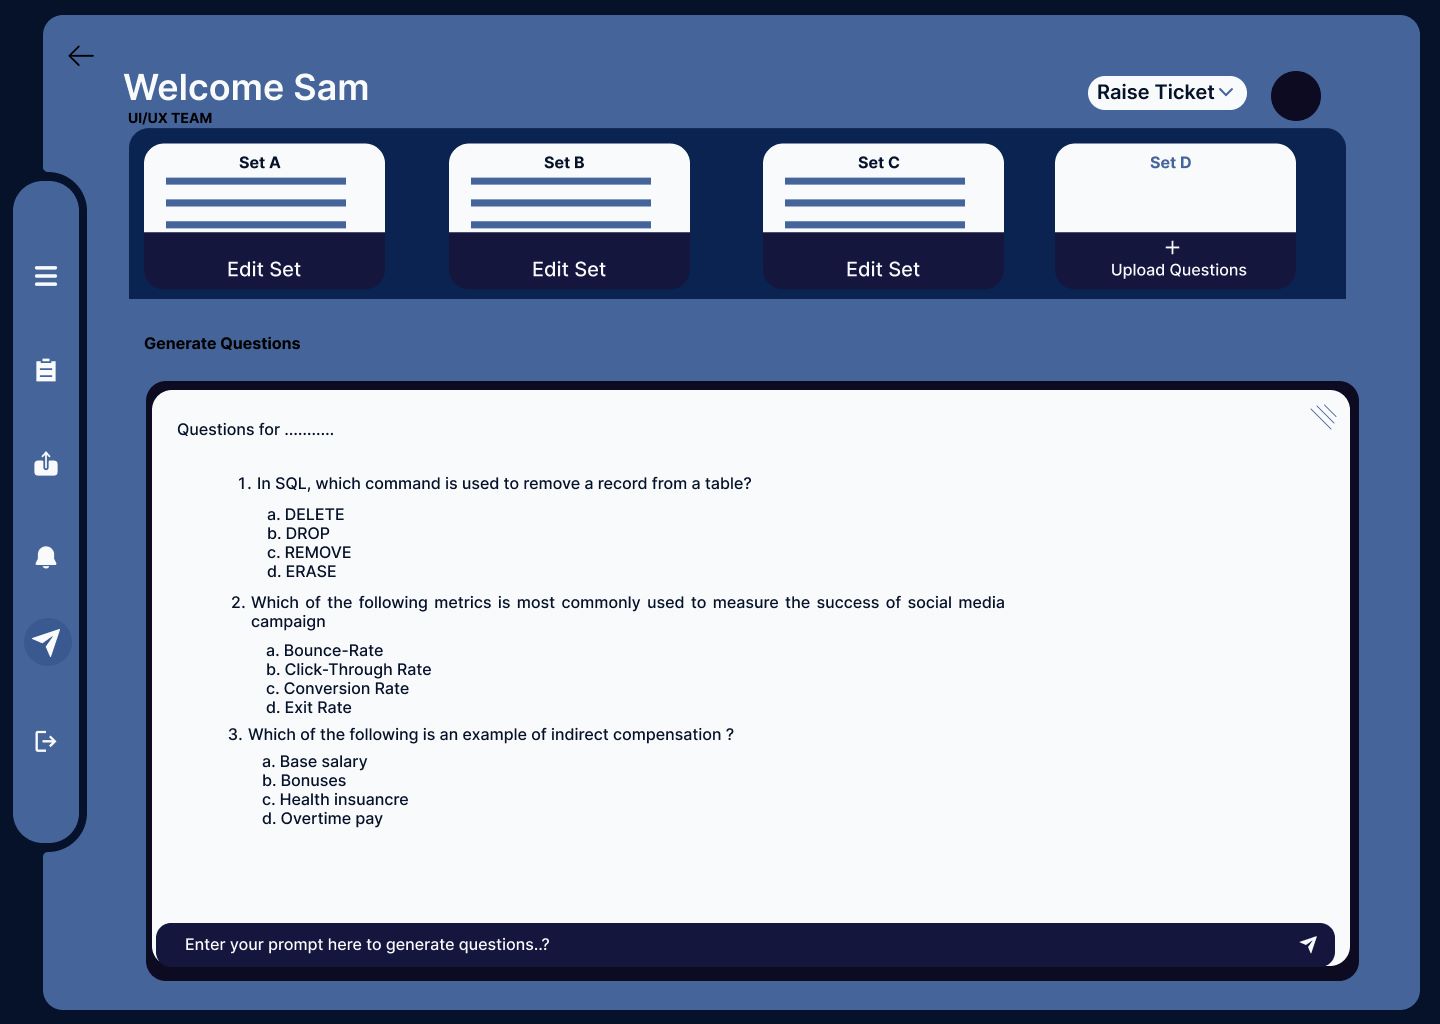 Welcome Sam
UI/UX TEAM
Raise Ticket
Set A
Edit Set
Set B
Edit Set
Set C
Edit Set
Set D
Upload Questions
Generate Questions
Questions for ...........
1. In SQL, which command is used to remove a record from a table?
a. DELETE
b. DROP
c. REMOVE
d. ERASE
2. Which of the following metrics is most commonly used to measure the success of social media
campaign
a. Bounce-Rate
b. Click-Through Rate
c. Conversion Rate
d. Exit Rate
3. Which of the following is an example of indirect compensation ?
a. Base salary
b. Bonuses
c. Health insuancre
d. Overtime pay
Enter your prompt here to generate questions..?